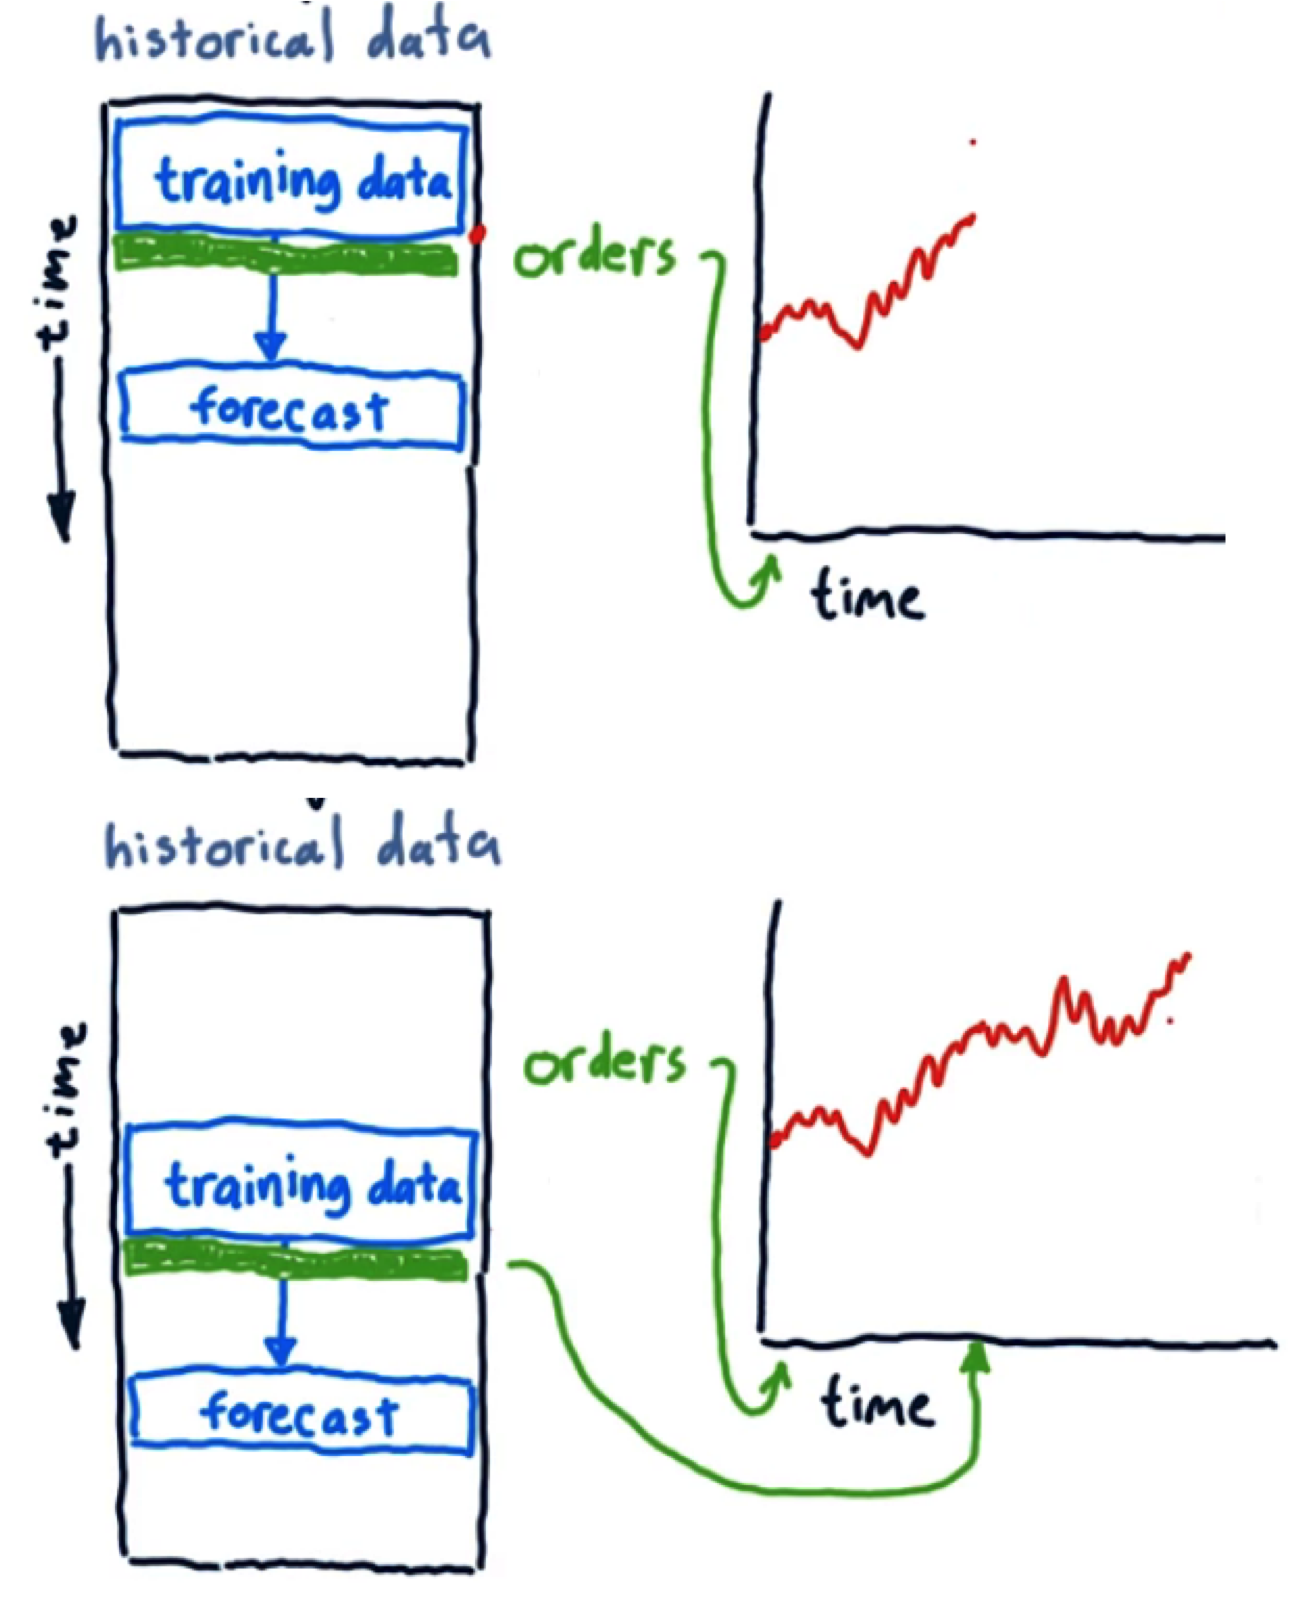 historical data
training data
time
orders
forecast
time
historical data
time
orders
training data
forecast
time